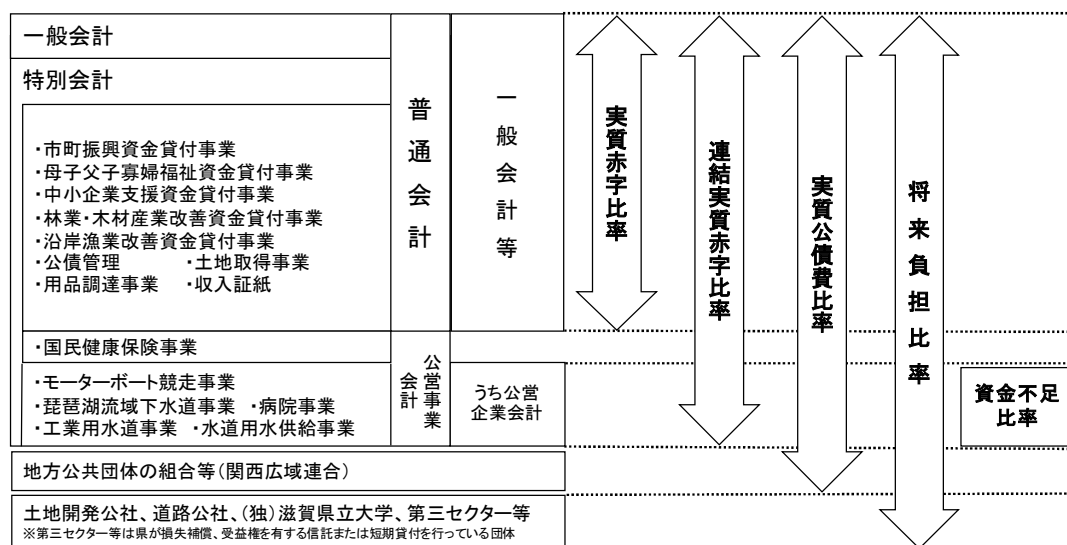 一般会計
特別会計
・市町振興資金貸付事業
・母子父子寡婦福祉資金貸付事業
・中小企業支援資金貸付事業
・林業・木材産業改善資金貸付事業
・沿岸漁業改善資金貸付事業
・公債管理 ・土地取得事業
・用品調達事業 ・収入証紙
・国民健康保険事業
・モーターボート競走事業
・琵琶湖流域下水道事業 ・病院事業
・工業用水道事業 ・水道用水供給事業
普通会計
公営事業
会計
一般会計等
うち公営
企業会計
地方公共団体の組合等(関西広域連合)
土地開発公社、道路公社、(独)滋賀県立大学、第三セクター等
※第三セクター等は県が損失補償、受益権を有する信託または短期貸付を行っている団体
実質赤字比率
連結実質赤字比率
実質公債費比率
将来負担比率
資金不足
比率